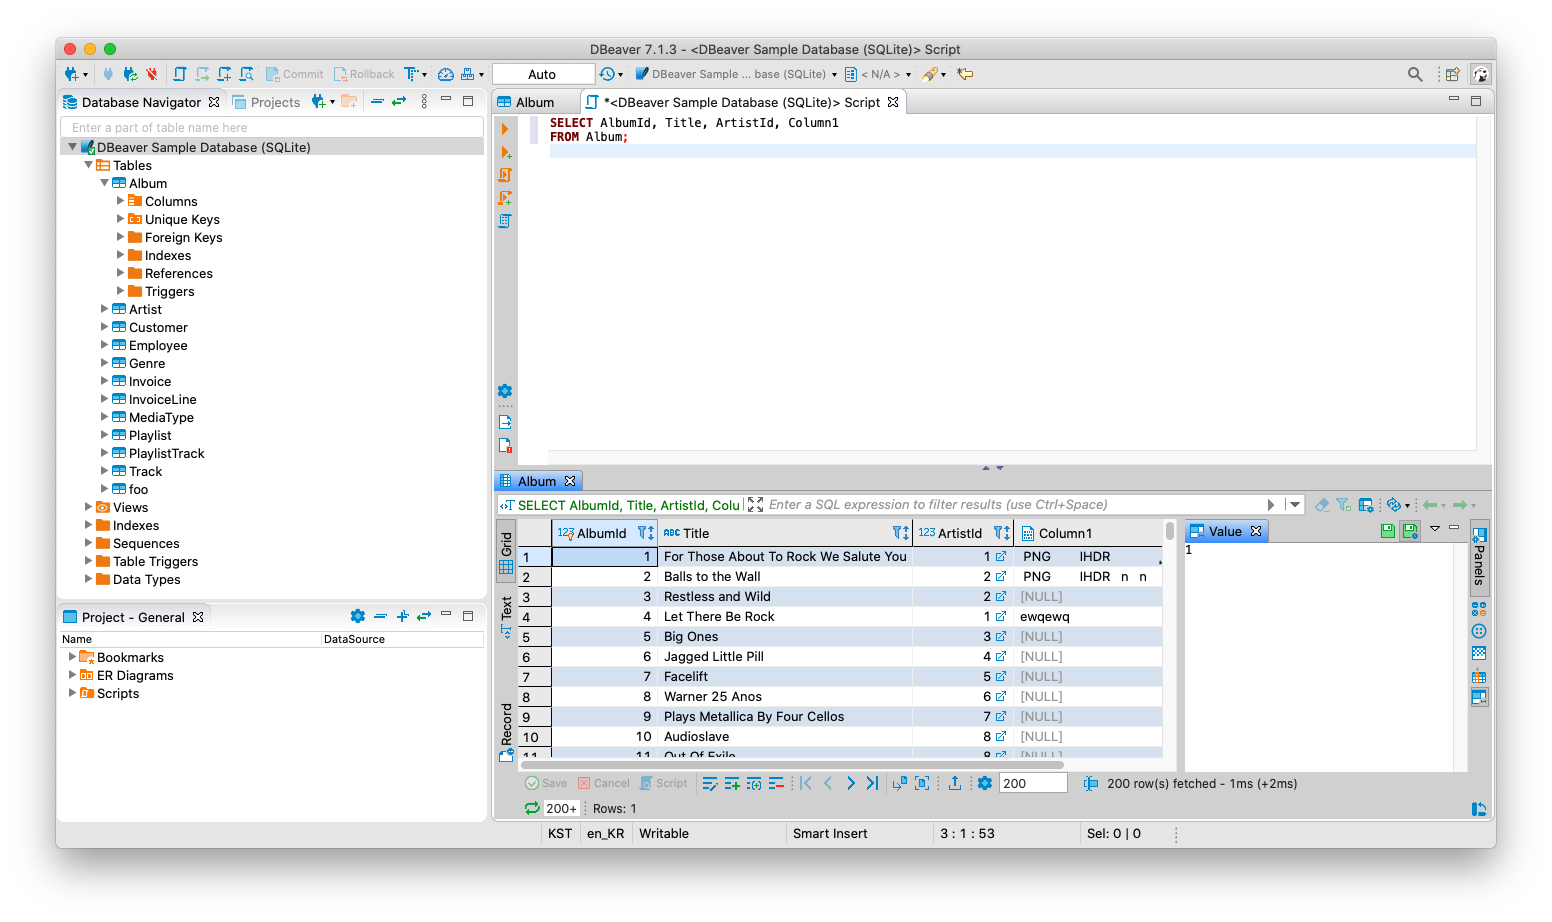 DBeaver 7.1.3 - <DBeaver Sample Database (SQLite)> Script
Commit Rollback Auto DBeaver Sample ... base (SQLite) < N/A >
Database Navigator Projects
Enter a part of table name here
DBeaver Sample Database (SQLite)
Tables
Album
Columns
Unique Keys
Foreign Keys
Indexes
References
Triggers
Artist
Customer
Employee
Genre
Invoice
InvoiceLine
MediaType
Playlist
PlaylistTrack
Track
foo
Views
Indexes
Sequences
Table Triggers
Data Types
Project - General
Name DataSource
Bookmarks
ER Diagrams
Scripts
Album *<DBeaver Sample Database (SQLite)> Script
SELECT AlbumId, Title, ArtistId, Column1
FROM Album;
Album
SELECT AlbumId, Title, ArtistId, Colu Enter a SQL expression to filter results (use Ctrl+Space)
Grid
Text
Record
123 AlbumId ABC Title 123 ArtistId Column1
1 1 For Those About To Rock We Salute You 1 PNG IHDR
2 2 Balls to the Wall 2 PNG IHDR n n
3 3 Restless and Wild 2 [NULL]
4 4 Let There Be Rock 1 ewqewq
5 5 Big Ones 3 [NULL]
6 6 Jagged Little Pill 4 [NULL]
7 7 Facelift 5 [NULL]
8 8 Warner 25 Anos 6 [NULL]
9 9 Plays Metallica By Four Cellos 7 [NULL]
10 10 Audioslave 8 [NULL]
11 11 Out Of Exile 8 [NULL]
Value
1
Panels
Save Cancel Script 200 200 row(s) fetched - 1ms (+2ms)
200+ Rows: 1
KST en_KR Writable Smart Insert 3 : 1 : 53 Sel: 0 | 0